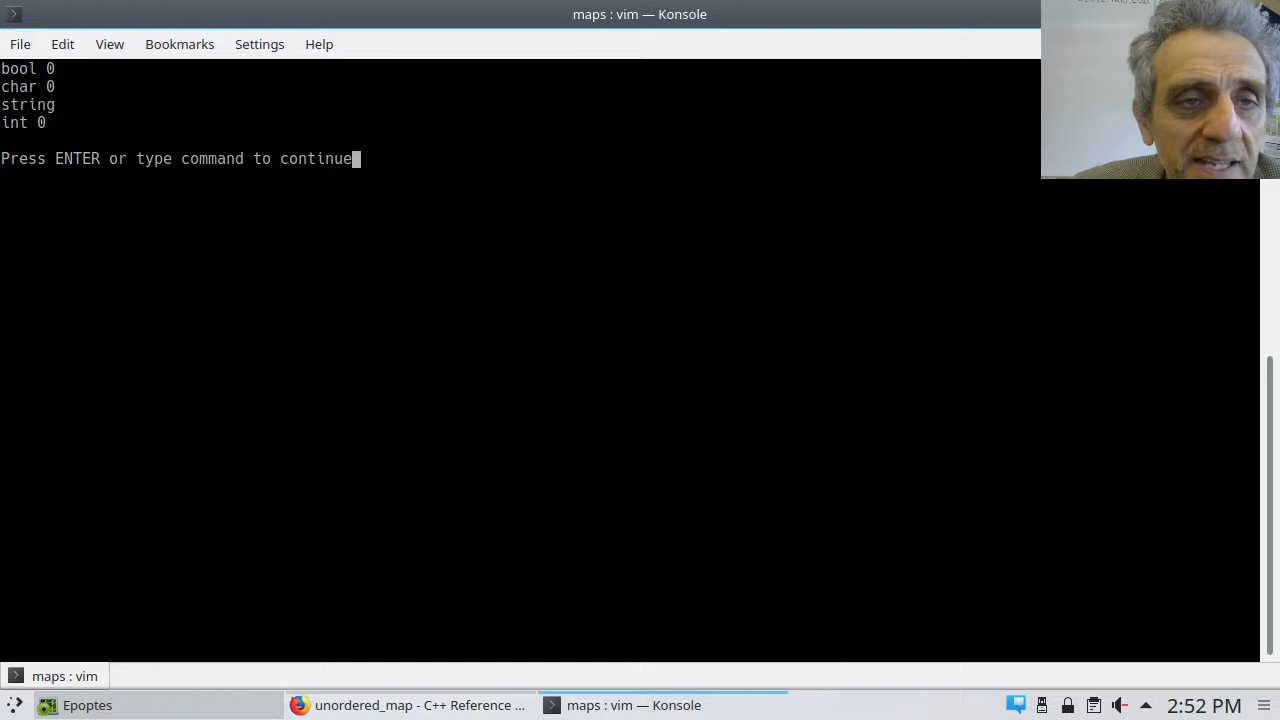 maps : vim — Konsole
File Edit View Bookmarks Settings Help
bool 0
char 0
string
int 0
Press ENTER or type command to continue
maps : vim
Epoptes
unordered_map - C++ Reference ...
maps : vim — Konsole
2:52 PM